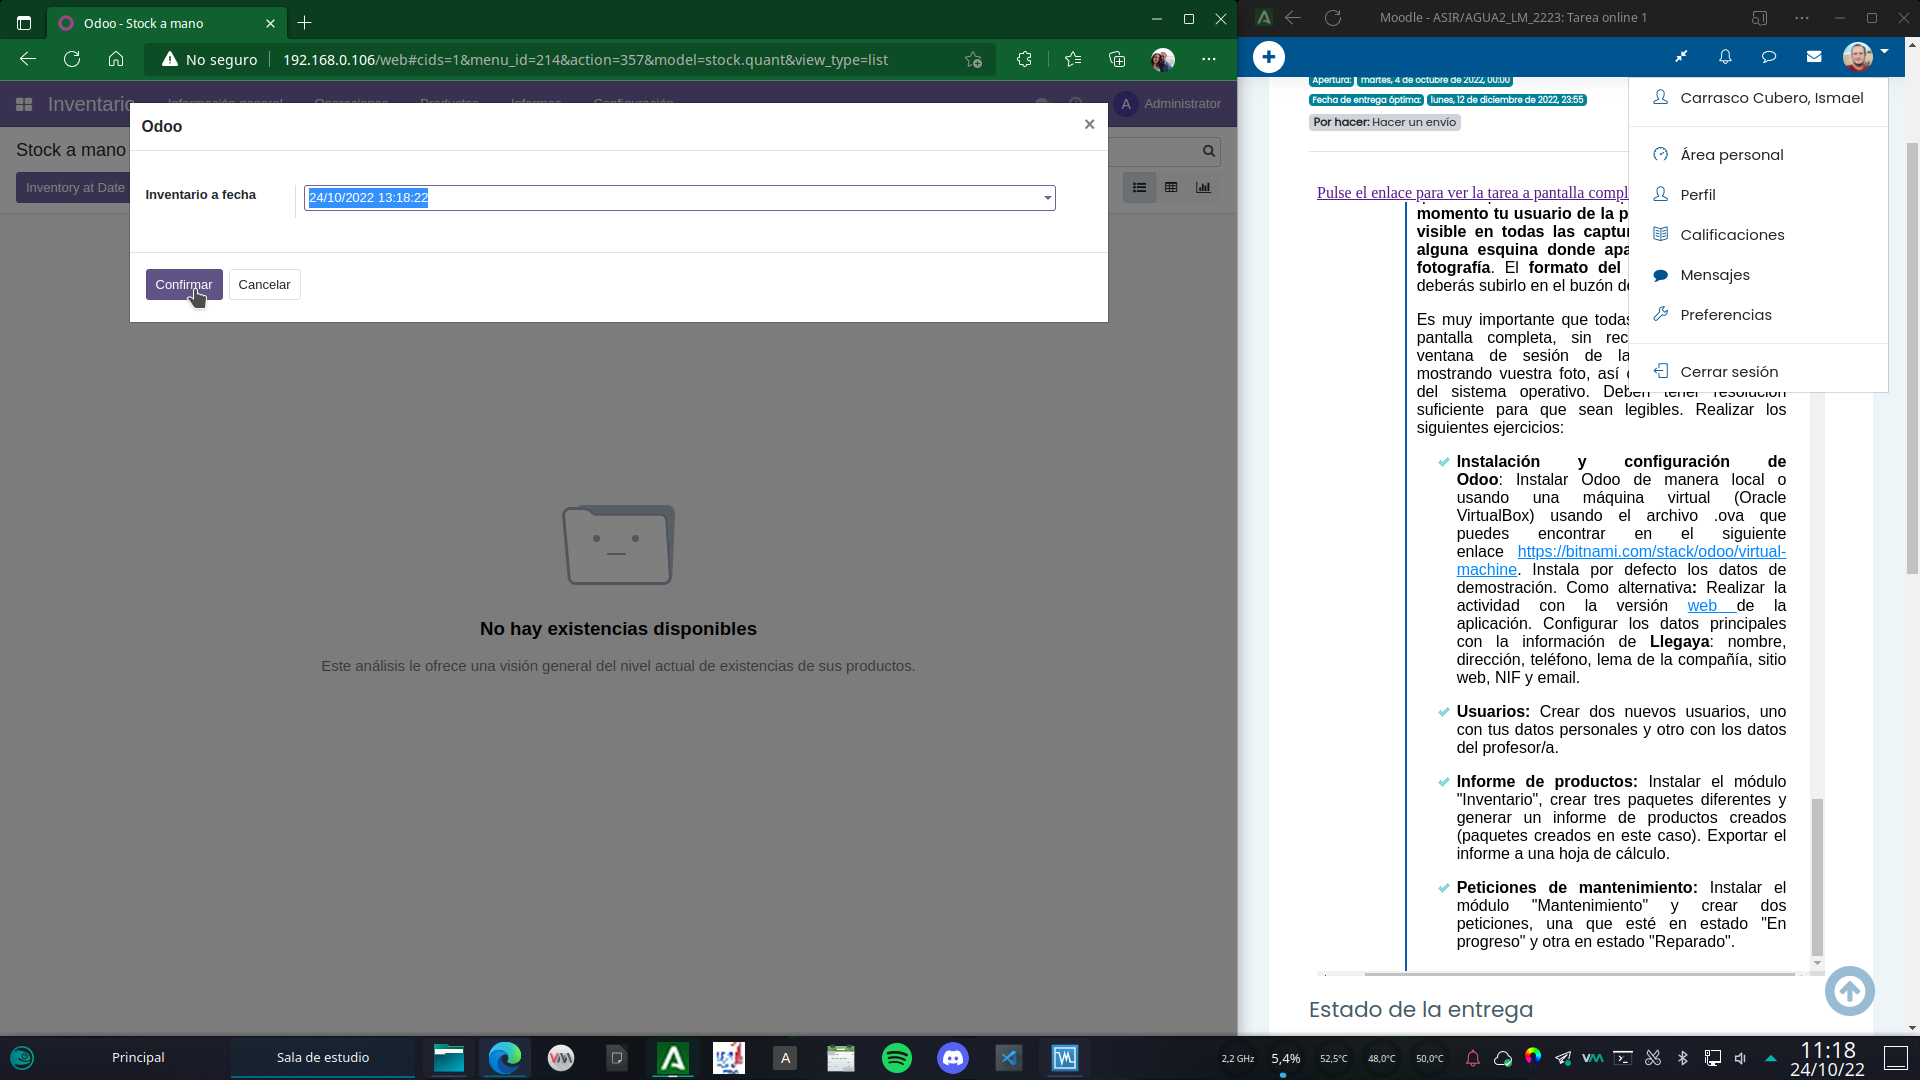 Odoo - Stock a mano
No seguro
192.168.0.106/web#cids=1&menu_id=214&action=357&model=stock.quant&view_type=list
Inventario Información general Operaciones Productos Informes Configuración
A Administrator
Stock a mano
Inventory at Date
Odoo
×
Inventario a fecha
24/10/2022 13:18:22
Confirmar
Cancelar
No hay existencias disponibles
Este análisis le ofrece una visión general del nivel actual de existencias de sus productos.
Moodle - ASIR/AGUA2_LM_2223: Tarea online 1
Apertura: martes, 4 de octubre de 2022, 00:00
Fecha de entrega óptima: lunes, 12 de diciembre de 2022, 23:55
Por hacer: Hacer un envío
Pulse el enlace para ver la tarea a pantalla compl
momento tu usuario de la p
visible en todas las captur
alguna esquina donde apa
fotografía. El formato del
deberás subirlo en el buzón de
Es muy importante que todas
pantalla completa, sin rec
ventana de sesión de la
mostrando vuestra foto, así
del sistema operativo. Deben tener resolución
suficiente para que sean legibles. Realizar los
siguientes ejercicios:
Instalación y configuración de
Odoo: Instalar Odoo de manera local o
usando una máquina virtual (Oracle
VirtualBox) usando el archivo .ova que
puedes encontrar en el siguiente
enlace https://bitnami.com/stack/odoo/virtual-
machine. Instala por defecto los datos de
demostración. Como alternativa: Realizar la
actividad con la versión web de la
aplicación. Configurar los datos principales
con la información de Llegaya: nombre,
dirección, teléfono, lema de la compañía, sitio
web, NIF y email.
Usuarios: Crear dos nuevos usuarios, uno
con tus datos personales y otro con los datos
del profesor/a.
Informe de productos: Instalar el módulo
"Inventario", crear tres paquetes diferentes y
generar un informe de productos creados
(paquetes creados en este caso). Exportar el
informe a una hoja de cálculo.
Peticiones de mantenimiento: Instalar el
módulo "Mantenimiento" y crear dos
peticiones, una que esté en estado "En
progreso" y otra en estado "Reparado".
Estado de la entrega
Carrasco Cubero, Ismael
Área personal
Perfil
Calificaciones
Mensajes
Preferencias
Cerrar sesión
Principal
Sala de estudio
A
2,2 GHz
5,4%
52,5°C
48,0°C
50,0°C
11:18
24/10/22